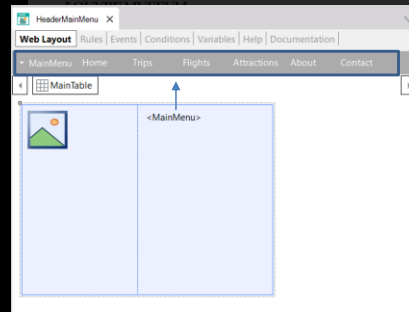 HeaderMainMenu X
Web Layout Rules Events Conditions Variables Help Documentation
MainMenu Home Trips Flights Attractions About Contact
MainTable
<MainMenu>